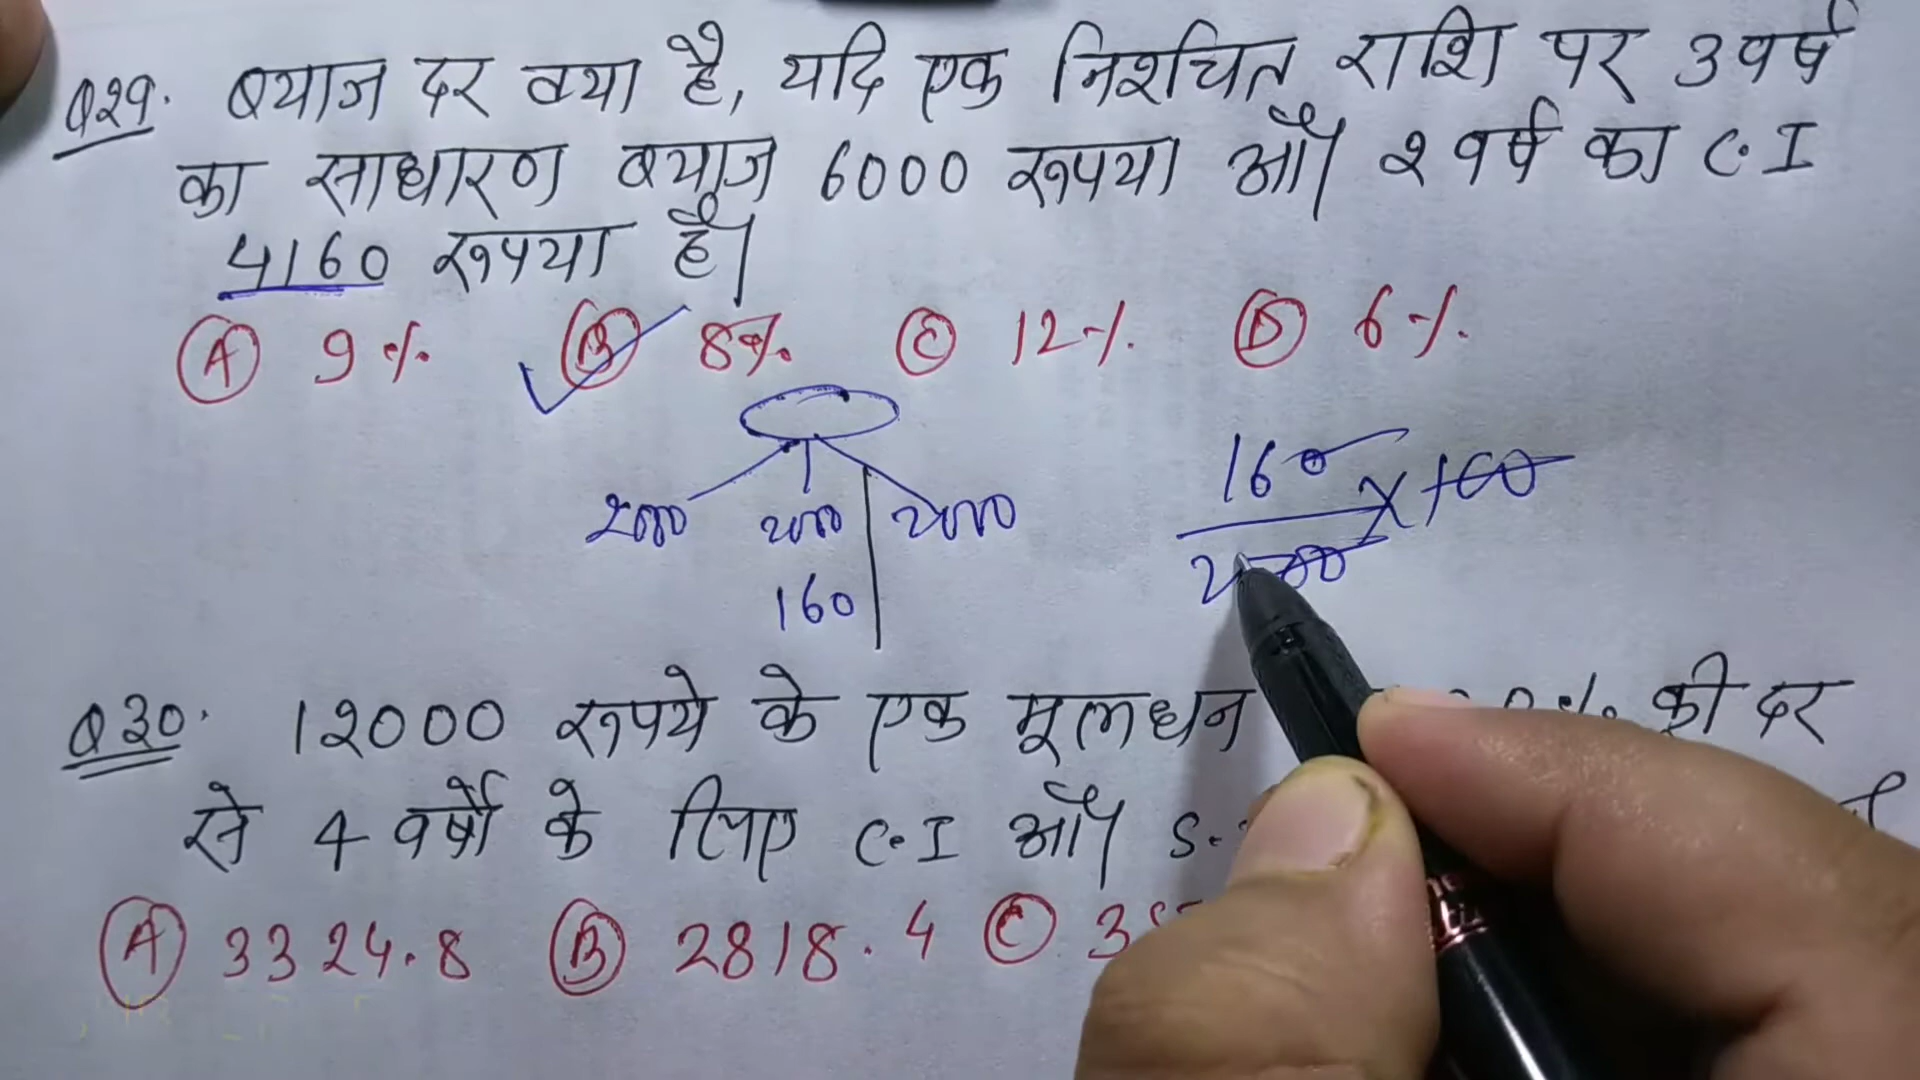 Q29. ब्याज दर क्या है, यदि एक निश्चित राशि पर 3 वर्ष
का साधारण ब्याज 6000 रूपया और 2 वर्ष का C.I
4160 रूपया है।
(A) 9% (B) 8% (C) 12% (D) 6%
160 × 100
2000 2000 2000
2000
160
Q30. 12000 रूपये के एक मूलधन % की दर
से 4 वर्षों के लिए C.I और S.
(A) 3324.8 (B) 2818.4 (C) 3